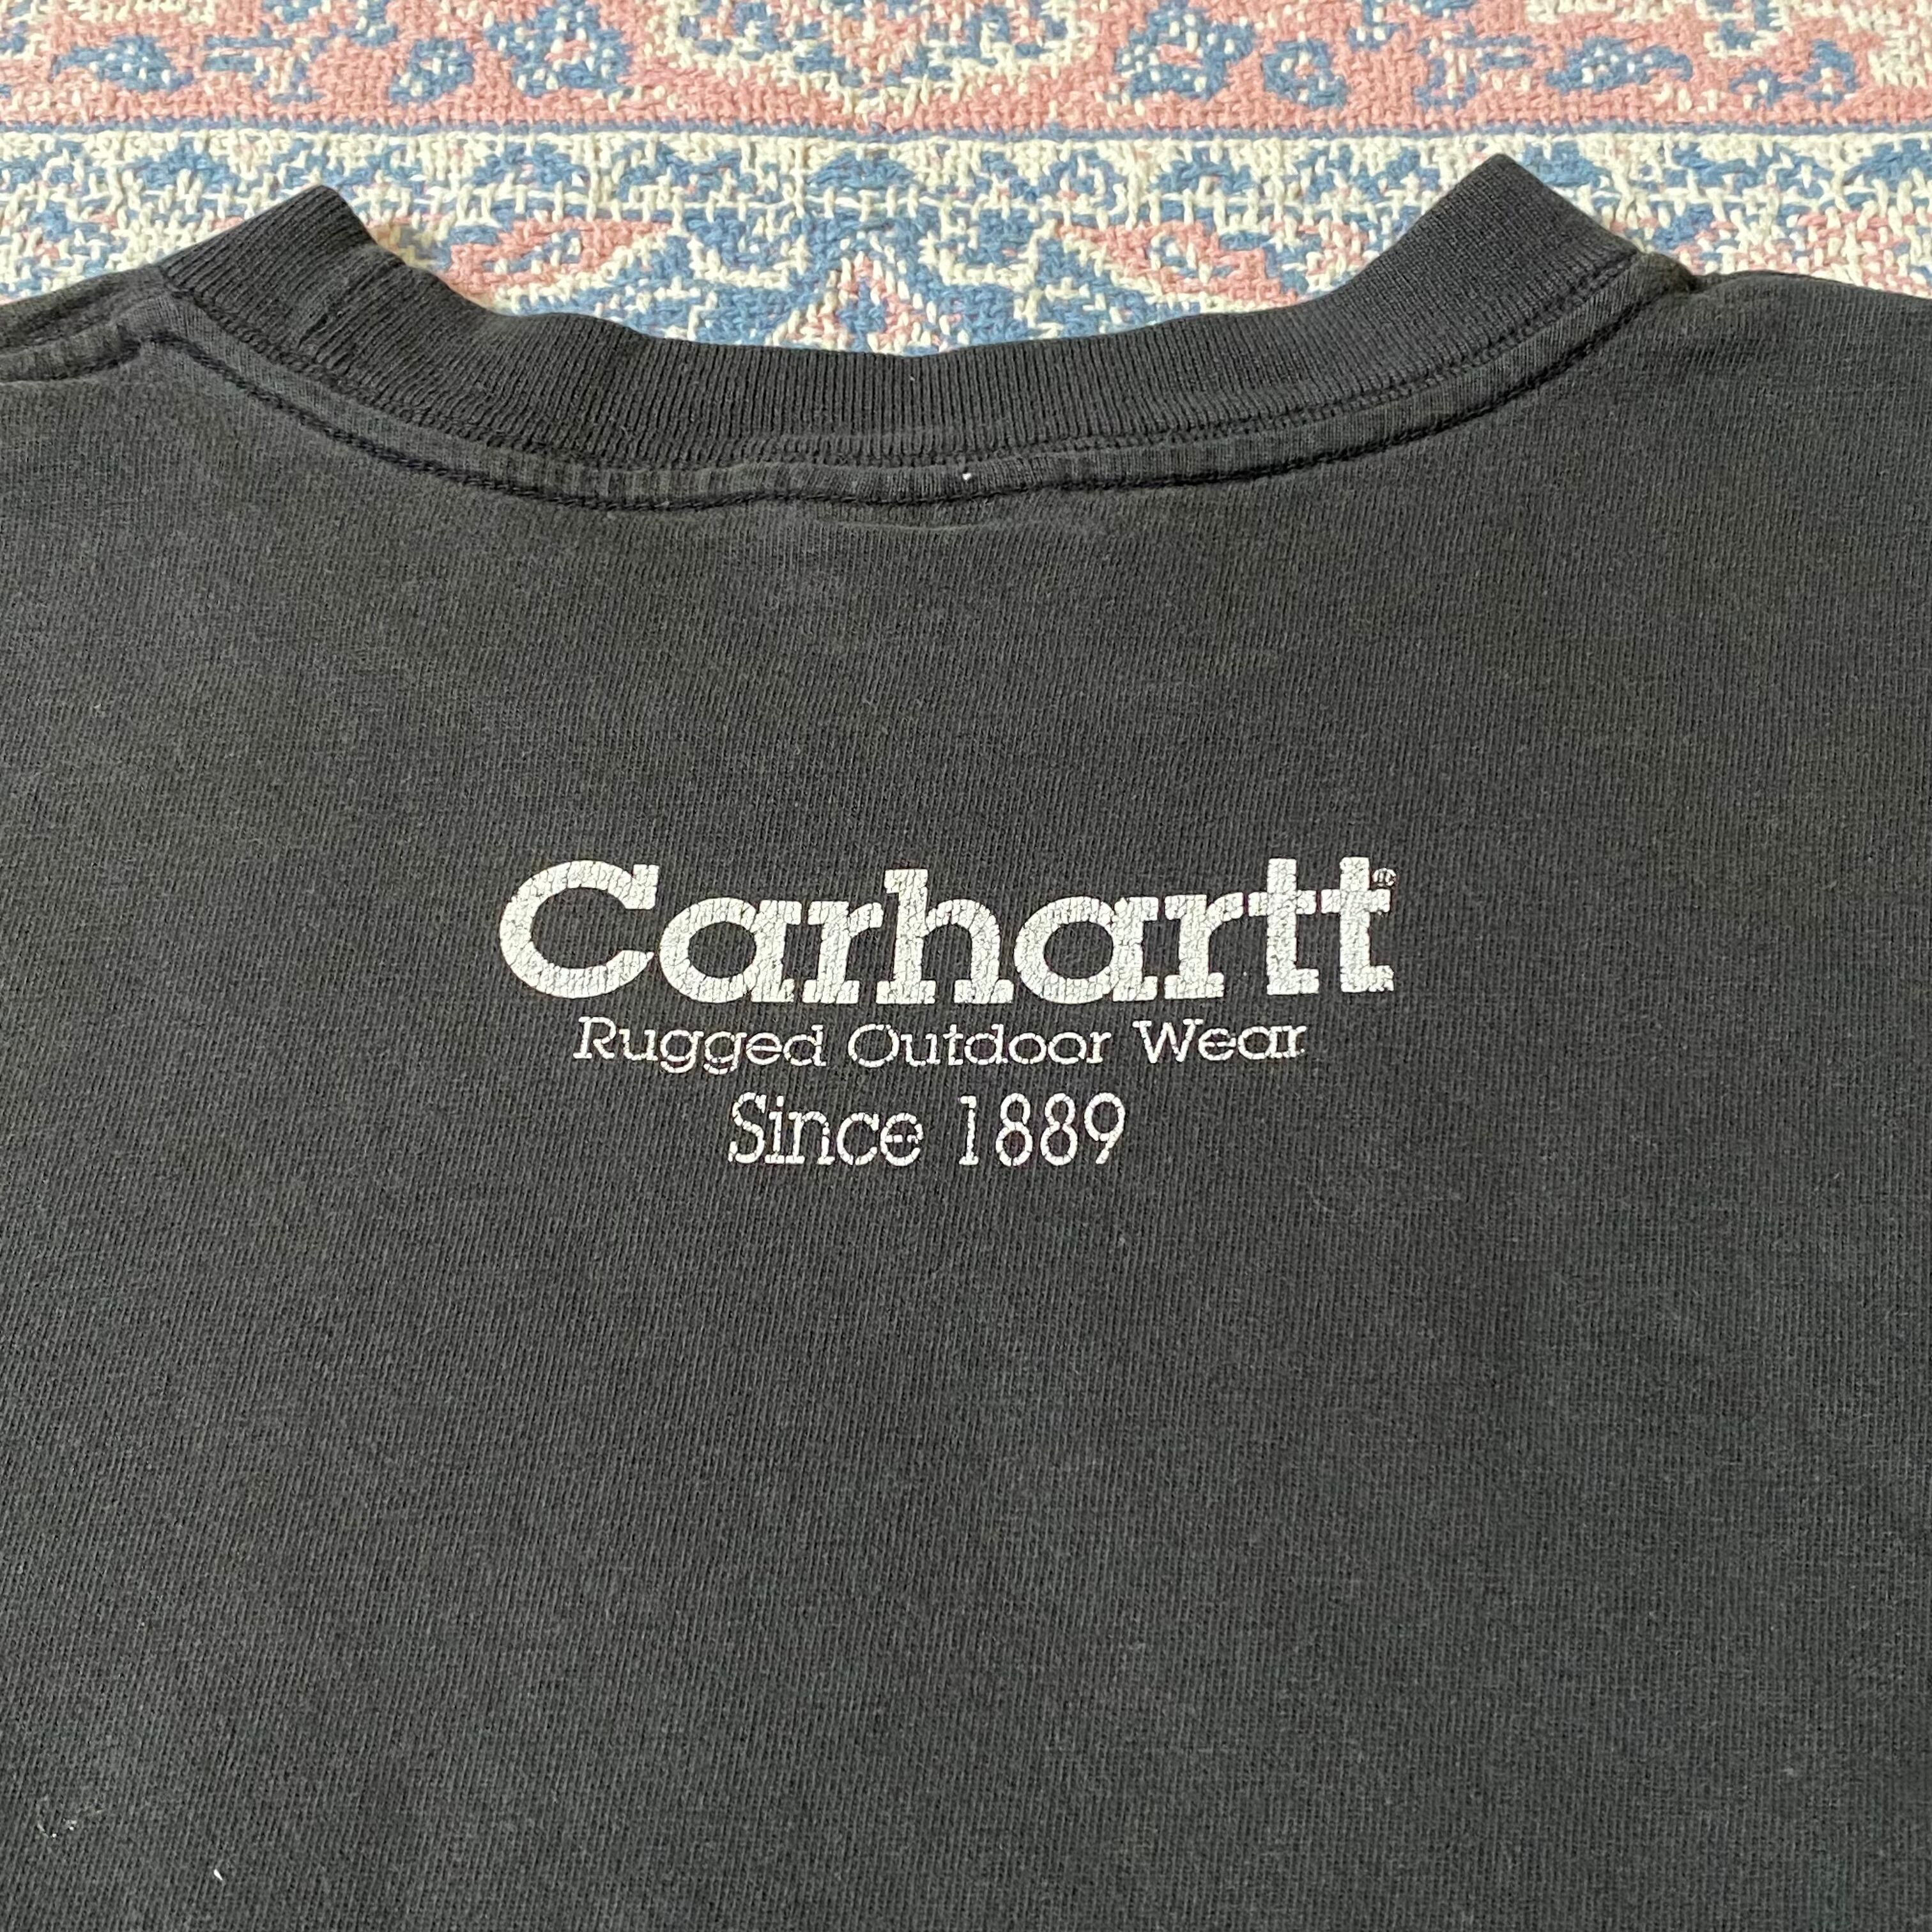 Carhartt®
Rugged Outdoor Wear
Since 1889